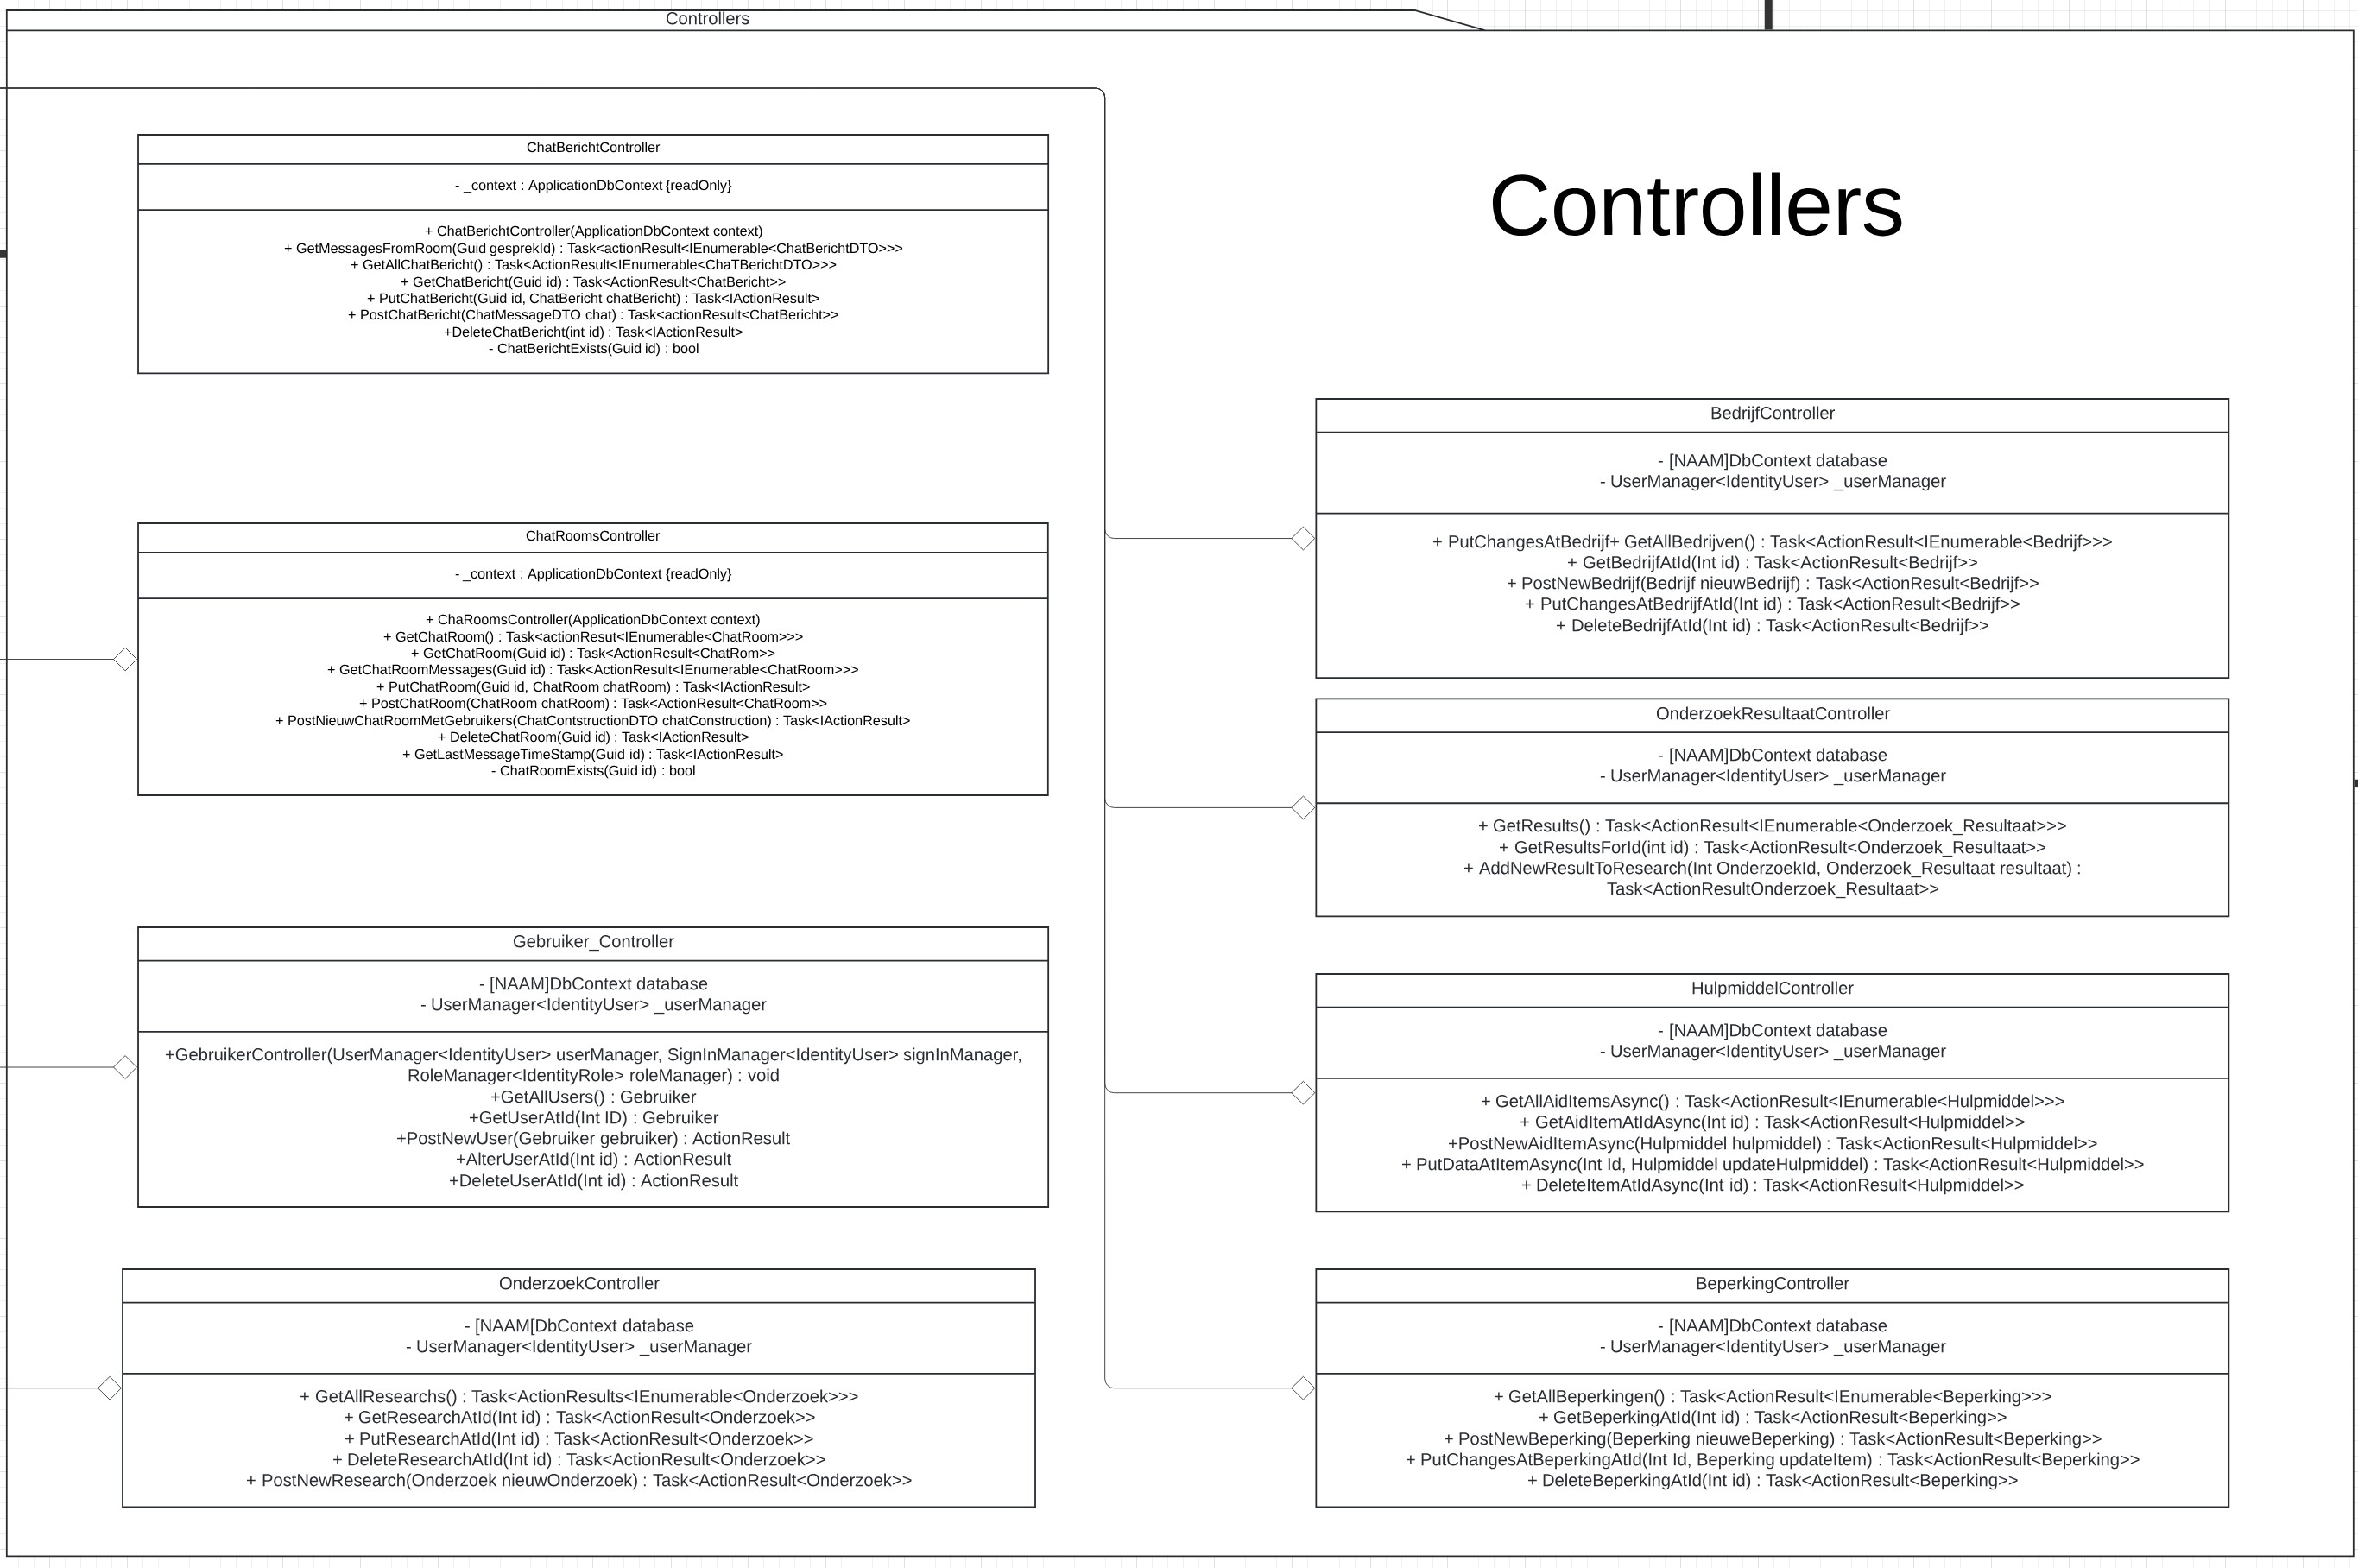 Controllers
ChatBerichtController
- _context : ApplicationDbContext {readOnly}
+ ChatBerichtController(ApplicationDbContext context)
+ GetMessagesFromRoom(Guid gesprekId) : Task<actionResult<IEnumerable<ChatBerichtDTO>>>
+ GetAllChatBericht() : Task<ActionResult<IEnumerable<ChaTBerichtDTO>>>
+ GetChatBericht(Guid id) : Task<ActionResult<ChatBericht>>
+ PutChatBericht(Guid id, ChatBericht chatBericht) : Task<IActionResult>
+ PostChatBericht(ChatMessageDTO chat) : Task<actionResult<ChatBericht>>
+DeleteChatBericht(int id) : Task<IActionResult>
- ChatBerichtExists(Guid id) : bool
ChatRoomsController
- _context : ApplicationDbContext {readOnly}
+ ChaRoomsController(ApplicationDbContext context)
+ GetChatRoom() : Task<actionResut<IEnumerable<ChatRoom>>>
+ GetChatRoom(Guid id) : Task<ActionResult<ChatRom>>
+ GetChatRoomMessages(Guid id) : Task<ActionResult<IEnumerable<ChatRoom>>>
+ PutChatRoom(Guid id, ChatRoom chatRoom) : Task<IActionResult>
+ PostChatRoom(ChatRoom chatRoom) : Task<ActionResult<ChatRoom>>
+ PostNieuwChatRoomMetGebruikers(ChatContstructionDTO chatConstruction) : Task<IActionResult>
+ DeleteChatRoom(Guid id) : Task<IActionResult>
+ GetLastMessageTimeStamp(Guid id) : Task<IActionResult>
- ChatRoomExists(Guid id) : bool
Gebruiker_Controller
- [NAAM]DbContext database
- UserManager<IdentityUser> _userManager
+GebruikerController(UserManager<IdentityUser> userManager, SignInManager<IdentityUser> signInManager,
RoleManager<IdentityRole> roleManager) : void
+GetAllUsers() : Gebruiker
+GetUserAtId(Int ID) : Gebruiker
+PostNewUser(Gebruiker gebruiker) : ActionResult
+AlterUserAtId(Int id) : ActionResult
+DeleteUserAtId(Int id) : ActionResult
OnderzoekController
- [NAAM[DbContext database
- UserManager<IdentityUser> _userManager
+ GetAllResearchs() : Task<ActionResults<IEnumerable<Onderzoek>>>
+ GetResearchAtId(Int id) : Task<ActionResult<Onderzoek>>
+ PutResearchAtId(Int id) : Task<ActionResult<Onderzoek>>
+ DeleteResearchAtId(Int id) : Task<ActionResult<Onderzoek>>
+ PostNewResearch(Onderzoek nieuwOnderzoek) : Task<ActionResult<Onderzoek>>
Controllers
BedrijfController
- [NAAM]DbContext database
- UserManager<IdentityUser> _userManager
+ PutChangesAtBedrijf+ GetAllBedrijven() : Task<ActionResult<IEnumerable<Bedrijf>>>
+ GetBedrijfAtId(Int id) : Task<ActionResult<Bedrijf>>
+ PostNewBedrijf(Bedrijf nieuwBedrijf) : Task<ActionResult<Bedrijf>>
+ PutChangesAtBedrijfAtId(Int id) : Task<ActionResult<Bedrijf>>
+ DeleteBedrijfAtId(Int id) : Task<ActionResult<Bedrijf>>
OnderzoekResultaatController
- [NAAM]DbContext database
- UserManager<IdentityUser> _userManager
+ GetResults() : Task<ActionResult<IEnumerable<Onderzoek_Resultaat>>>
+ GetResultsForId(int id) : Task<ActionResult<Onderzoek_Resultaat>>
+ AddNewResultToResearch(Int OnderzoekId, Onderzoek_Resultaat resultaat) :
Task<ActionResultOnderzoek_Resultaat>>
HulpmiddelController
- [NAAM]DbContext database
- UserManager<IdentityUser> _userManager
+ GetAllAidItemsAsync() : Task<ActionResult<IEnumerable<Hulpmiddel>>>
+ GetAidItemAtIdAsync(Int id) : Task<ActionResult<Hulpmiddel>>
+PostNewAidItemAsync(Hulpmiddel hulpmiddel) : Task<ActionResult<Hulpmiddel>>
+ PutDataAtItemAsync(Int Id, Hulpmiddel updateHulpmiddel) : Task<ActionResult<Hulpmiddel>>
+ DeleteItemAtIdAsync(Int id) : Task<ActionResult<Hulpmiddel>>
BeperkingController
- [NAAM]DbContext database
- UserManager<IdentityUser> _userManager
+ GetAllBeperkingen() : Task<ActionResult<IEnumerable<Beperking>>>
+ GetBeperkingAtId(Int id) : Task<ActionResult<Beperking>>
+ PostNewBeperking(Beperking nieuweBeperking) : Task<ActionResult<Beperking>>
+ PutChangesAtBeperkingAtId(Int Id, Beperking updateItem) : Task<ActionResult<Beperking>>
+ DeleteBeperkingAtId(Int id) : Task<ActionResult<Beperking>>